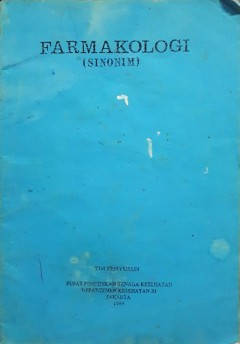 FARMAKOLOGI
(SINONIM)
TIM PENYUSUN
PUSAT PENDIDIKAN TENAGA KESEHATAN
DEPARTEMEN KESEHATAN RI
JAKARTA